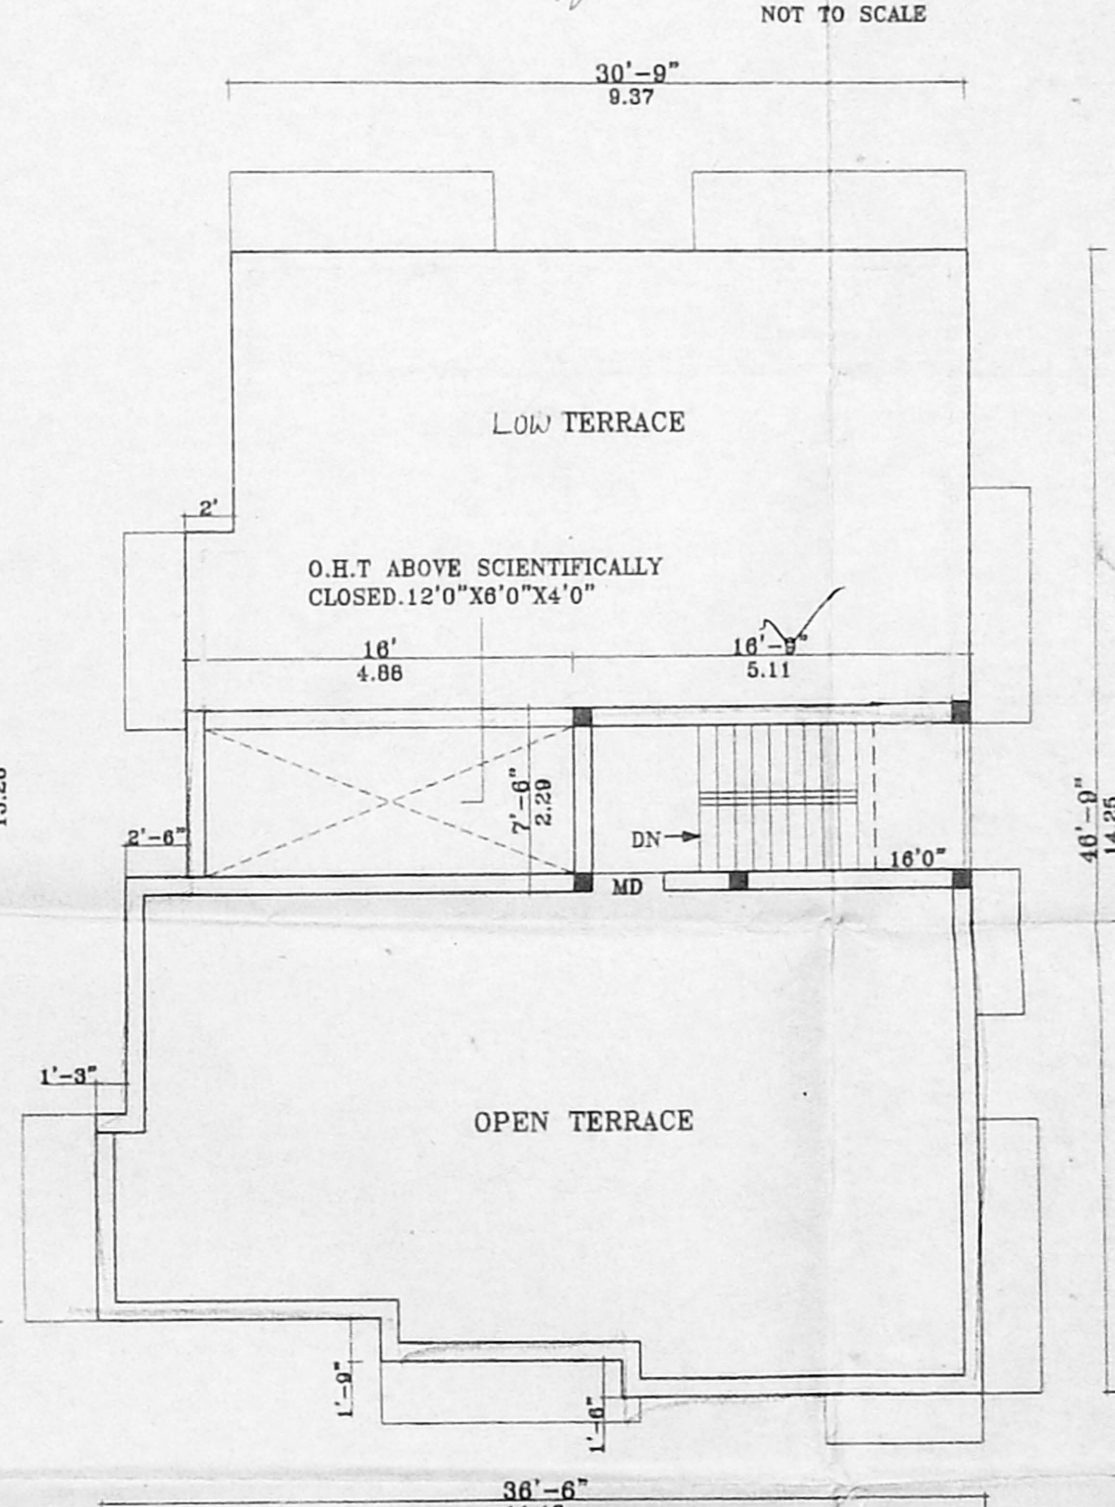 NOT TO SCALE
30'-9"
9.37
LOW TERRACE
2'
O.H.T ABOVE SCIENTIFICALLY
CLOSED.12'0"X6'0"X4'0"
16'
4.88
16'-9"
5.11
7'-6"
2.29
DN
16'0"
46'-9"
14.25
2'-6"
MD
1'-3"
OPEN TERRACE
1'-9"
1'-6"
36'-6"